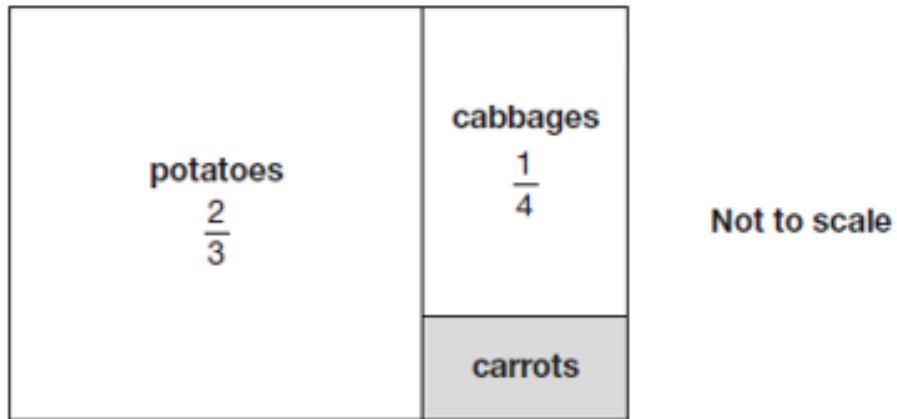 potatoes
2/3
cabbages
1/4
carrots
Not to scale